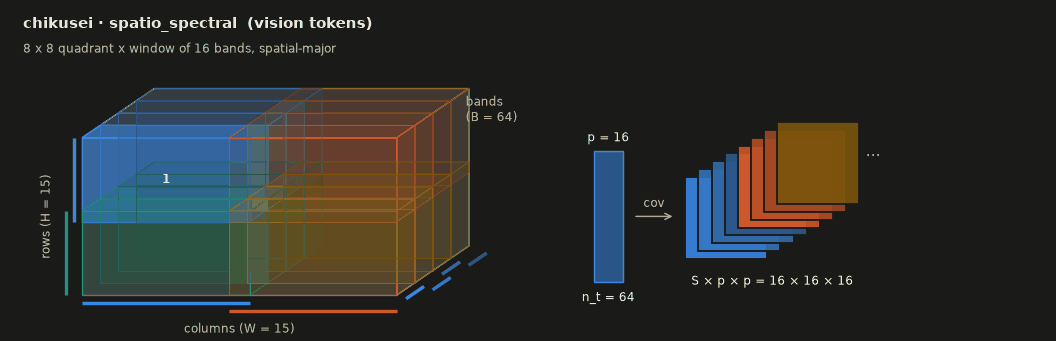 chikusei · spatio_spectral (vision tokens)
8 x 8 quadrant x window of 16 bands, spatial-major
bands
(B = 64)
rows (H = 15)
1
columns (W = 15)
p = 16
n_t = 64
cov
...
S × p × p = 16 × 16 × 16